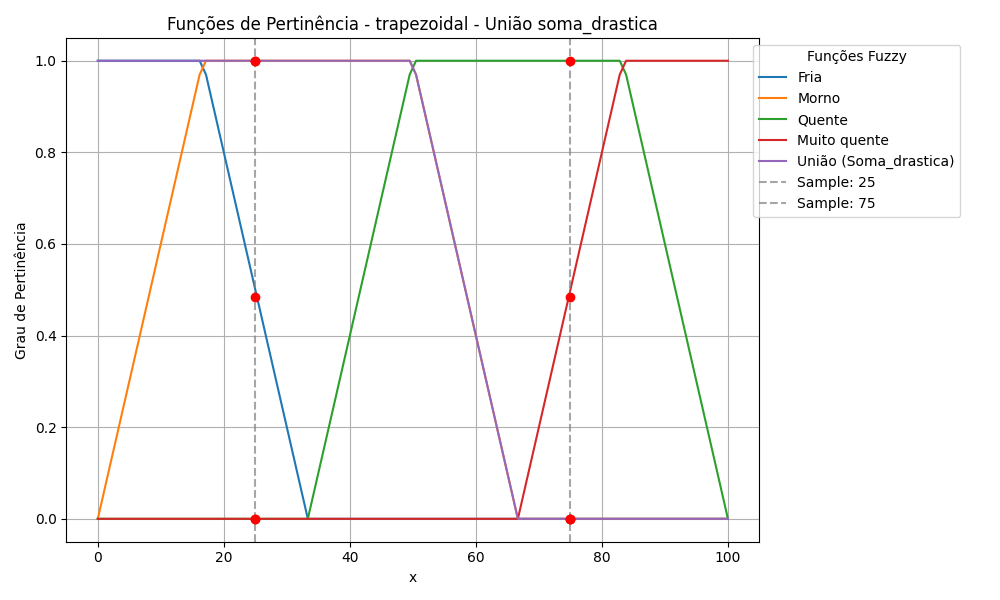 Funções de Pertinência - trapezoidal - União soma_drastica
Grau de Pertinência
1.0
0.8
0.6
0.4
0.2
0.0
0
20
40
60
80
100
x
Funções Fuzzy
Fria
Morno
Quente
Muito quente
União (Soma_drastica)
Sample: 25
Sample: 75